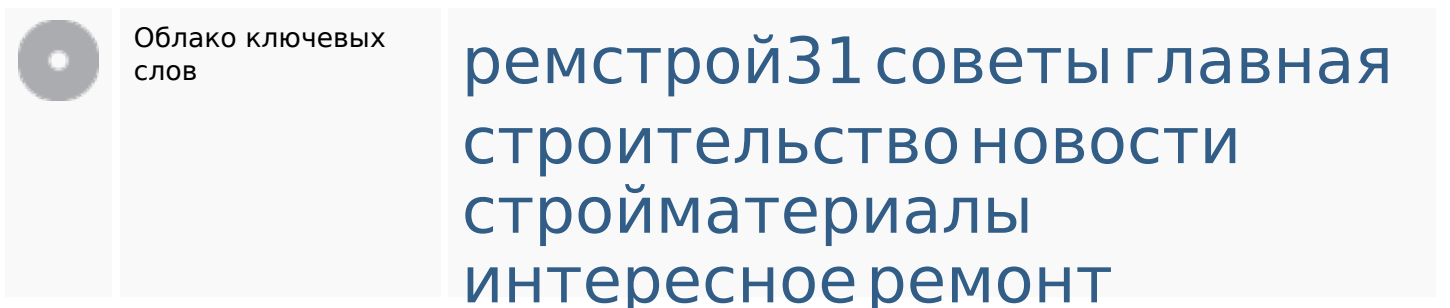 Облако ключевых
слов
ремстрой31 советы главная
строительство новости
стройматериалы
интересное ремонт